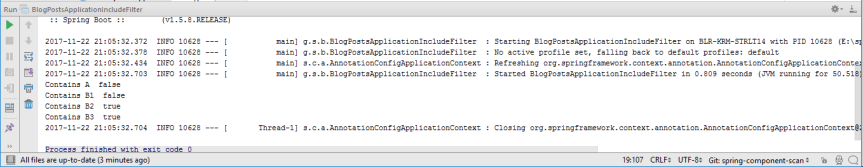 Run BlogPostsApplicationIncludeFilter
:: Spring Boot ::        (v1.5.8.RELEASE)
2017-11-22 21:05:32.372  INFO 10628 --- [           main] g.s.b.BlogPostsApplicationIncludeFilter  : Starting BlogPostsApplicationIncludeFilter on BLR-KRM-STRLT14 with PID 10628 (E:\sp
2017-11-22 21:05:32.378  INFO 10628 --- [           main] g.s.b.BlogPostsApplicationIncludeFilter  : No active profile set, falling back to default profiles: default
2017-11-22 21:05:32.434  INFO 10628 --- [           main] s.c.a.AnnotationConfigApplicationContext : Refreshing org.springframework.context.annotation.AnnotationConfigApplicationConte
2017-11-22 21:05:32.703  INFO 10628 --- [           main] g.s.b.BlogPostsApplicationIncludeFilter  : Started BlogPostsApplicationIncludeFilter in 0.809 seconds (JVM running for 50.518)
Contains A  false
Contains B1  false
Contains B2  true
Contains B3  true
2017-11-22 21:05:32.704  INFO 10628 --- [       Thread-1] s.c.a.AnnotationConfigApplicationContext : Closing org.springframework.context.annotation.AnnotationConfigApplicationContext@2
Process finished with exit code 0
All files are up-to-date (3 minutes ago) 19:107 CRLF UTF-8 Git: spring-component-scan